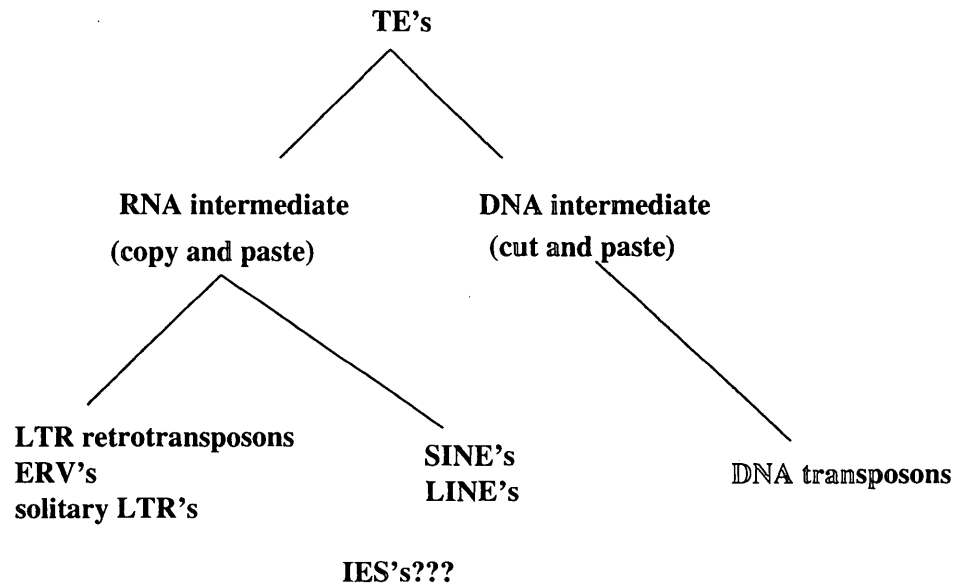 TE's
RNA intermediate
(copy and paste)
DNA intermediate
(cut and paste)
LTR retrotransposons
ERV's
solitary LTR's
SINE's
LINE's
DNA transposons
IES's???